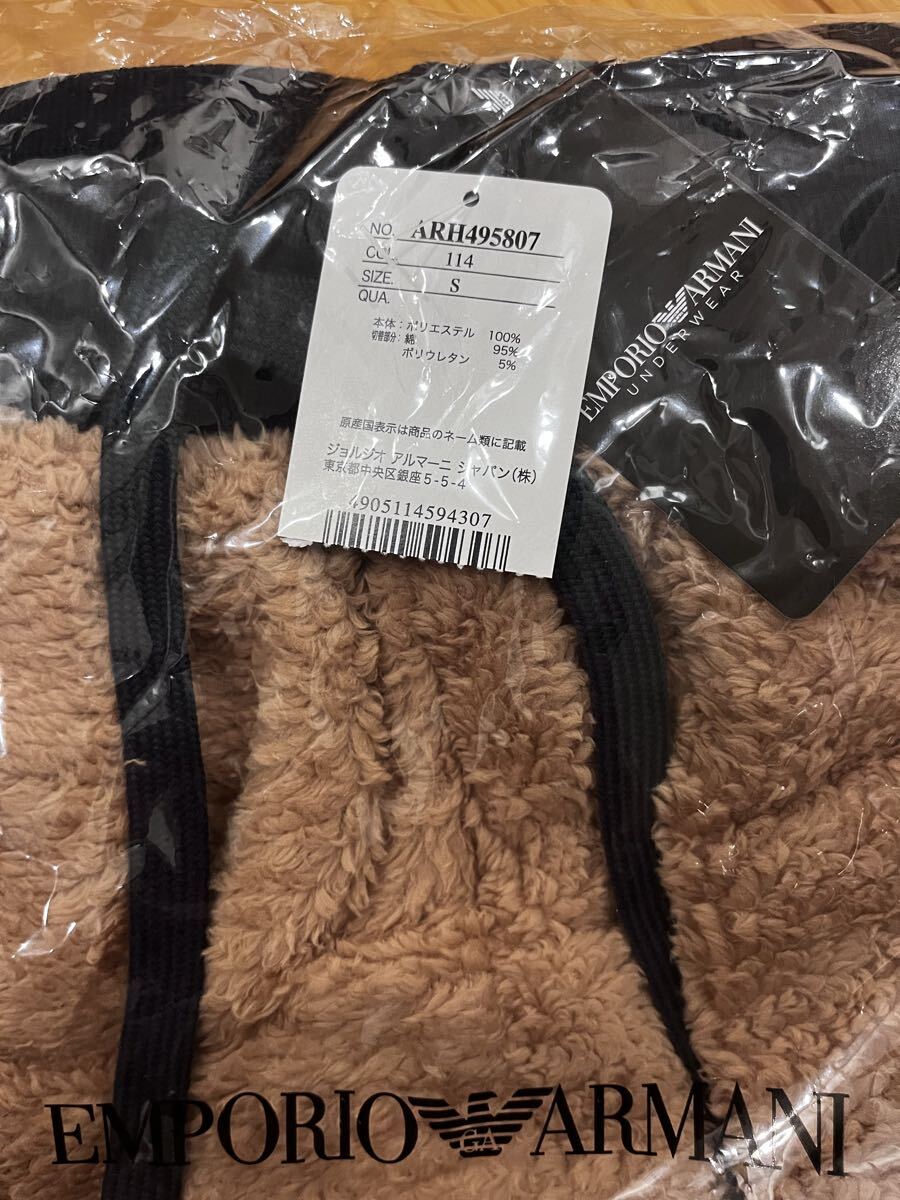 NO. ARH495807
COL. 114
SIZE. S
QUA.
本体：ポリエステル 100%
切替部分：綿 95%
ポリウレタン 5%
原産国表示は商品のネーム類に記載
ジョルジオ アルマーニ ジャパン(株)
東京都中央区銀座5-5-4
4905114594307
EMPORIO ARMANI
UNDERWEAR
EMPORIO ARMANI
GA